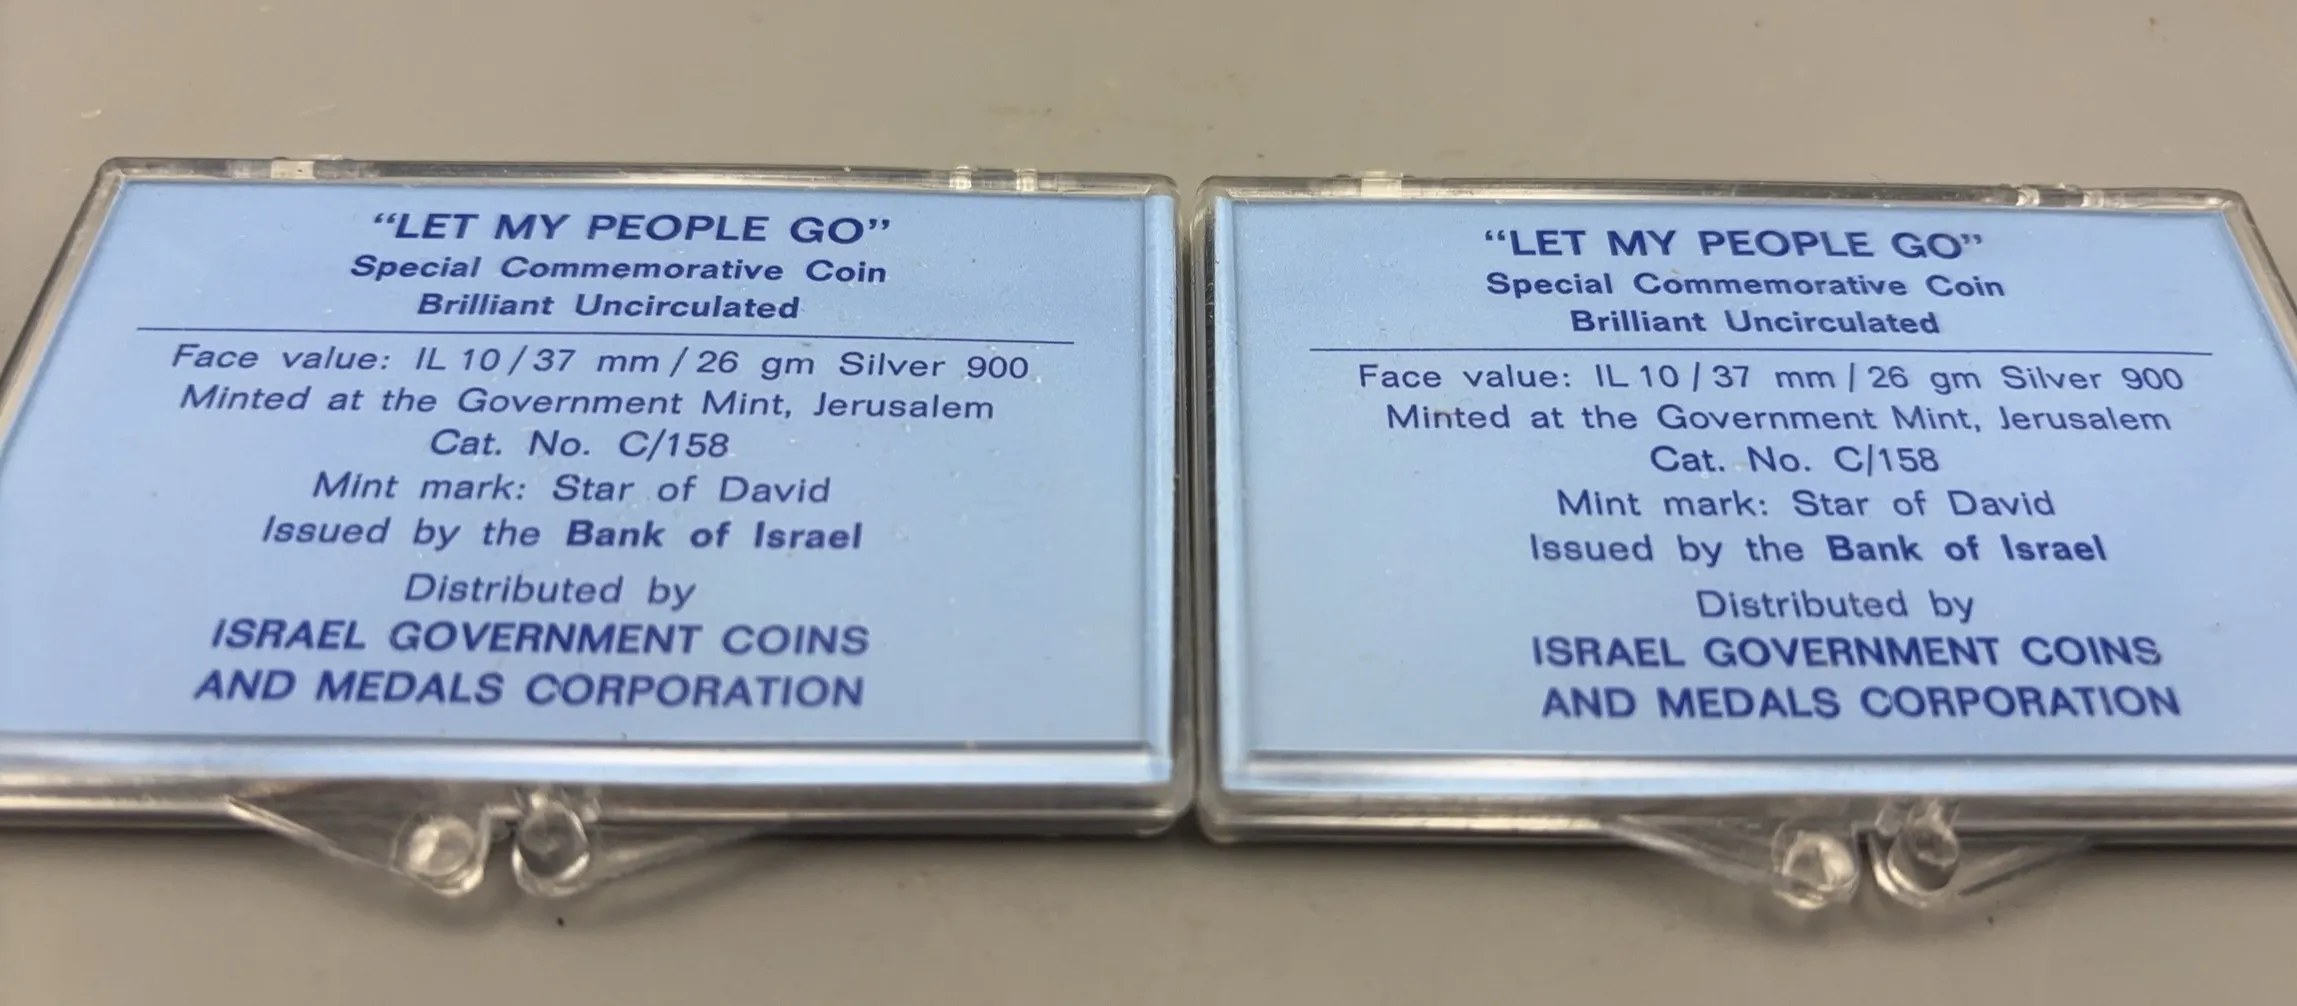 “LET MY PEOPLE GO”
Special Commemorative Coin
Brilliant Uncirculated
Face value: IL 10 / 37 mm / 26 gm Silver 900
Minted at the Government Mint, Jerusalem
Cat. No. C/158
Mint mark: Star of David
Issued by the Bank of Israel
Distributed by
ISRAEL GOVERNMENT COINS
AND MEDALS CORPORATION
“LET MY PEOPLE GO”
Special Commemorative Coin
Brilliant Uncirculated
Face value: IL 10 / 37 mm / 26 gm Silver 900
Minted at the Government Mint, Jerusalem
Cat. No. C/158
Mint mark: Star of David
Issued by the Bank of Israel
Distributed by
ISRAEL GOVERNMENT COINS
AND MEDALS CORPORATION